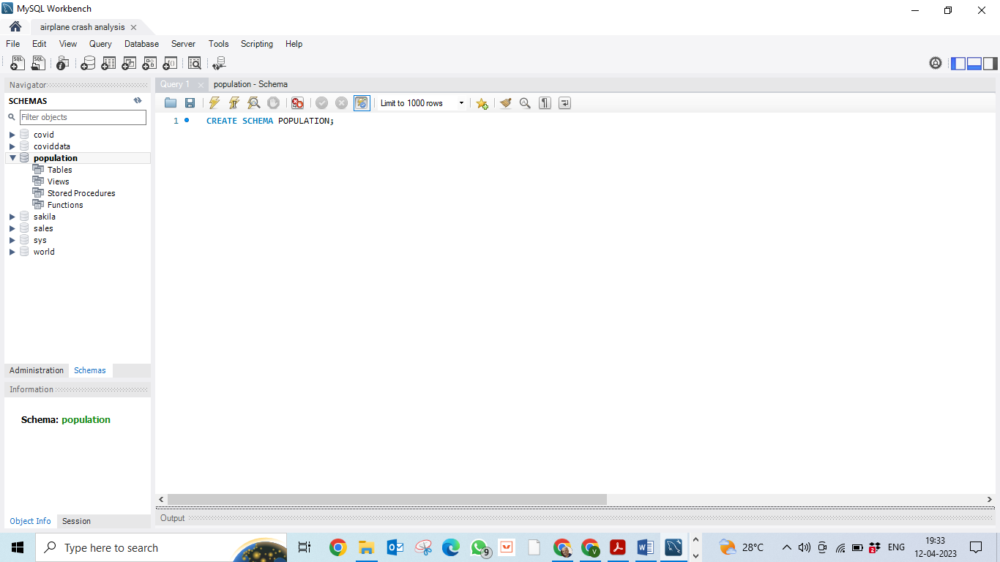 MySQL Workbench
airplane crash analysis
File Edit View Query Database Server Tools Scripting Help
Navigator
SCHEMAS
Filter objects
covid
coviddata
population
Tables
Views
Stored Procedures
Functions
sakila
sales
sys
world
Administration Schemas
Information
Schema: population
Object Info Session
Query 1 population - Schema
Limit to 1000 rows
1 CREATE SCHEMA POPULATION;
Output
Type here to search
9
28°C
2
ENG
19:33
12-04-2023